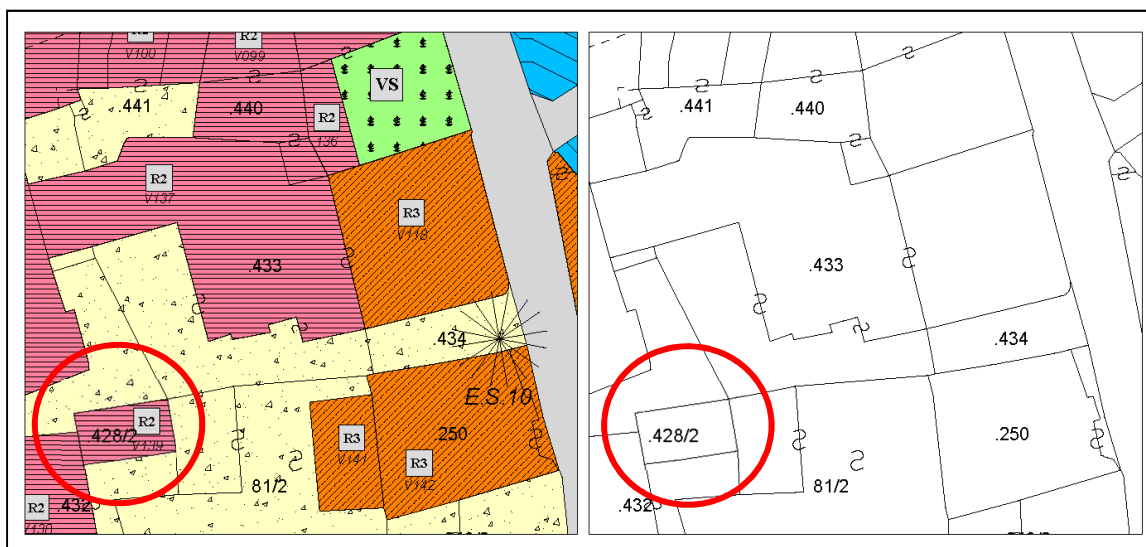 R2
V100
R2
V099
VS
.441
.440
R2
136
R2
V137
R3
V118
.433
.434
E.S.10
R2
V139
.428/2
R3
V141
.250
R3
V142
81/2
R2
.432
V130
.441
.440
.433
.434
.428/2
.250
81/2
.432